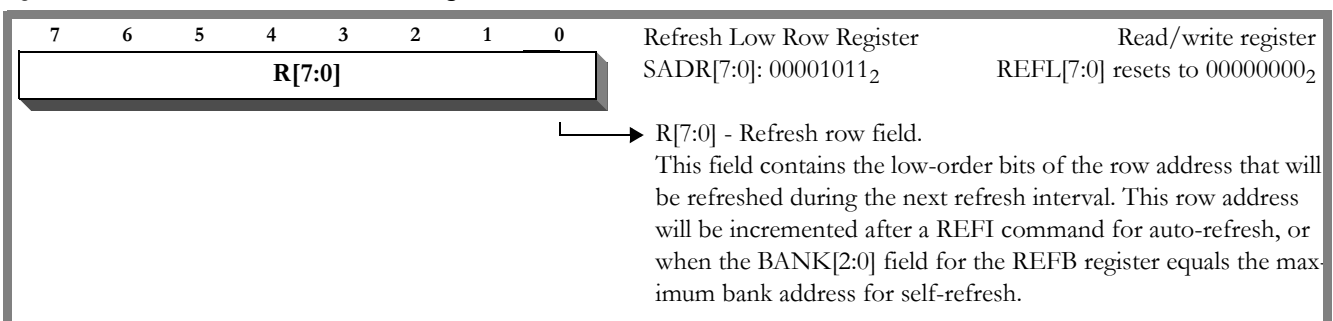 7 6 5 4 3 2 1 0
R[7:0]
Refresh Low Row Register Read/write register
SADR[7:0]: 00001011₂ REFL[7:0] resets to 00000000₂
R[7:0] - Refresh row field.
This field contains the low-order bits of the row address that will
be refreshed during the next refresh interval. This row address
will be incremented after a REFI command for auto-refresh, or
when the BANK[2:0] field for the REFB register equals the max-
imum bank address for self-refresh.